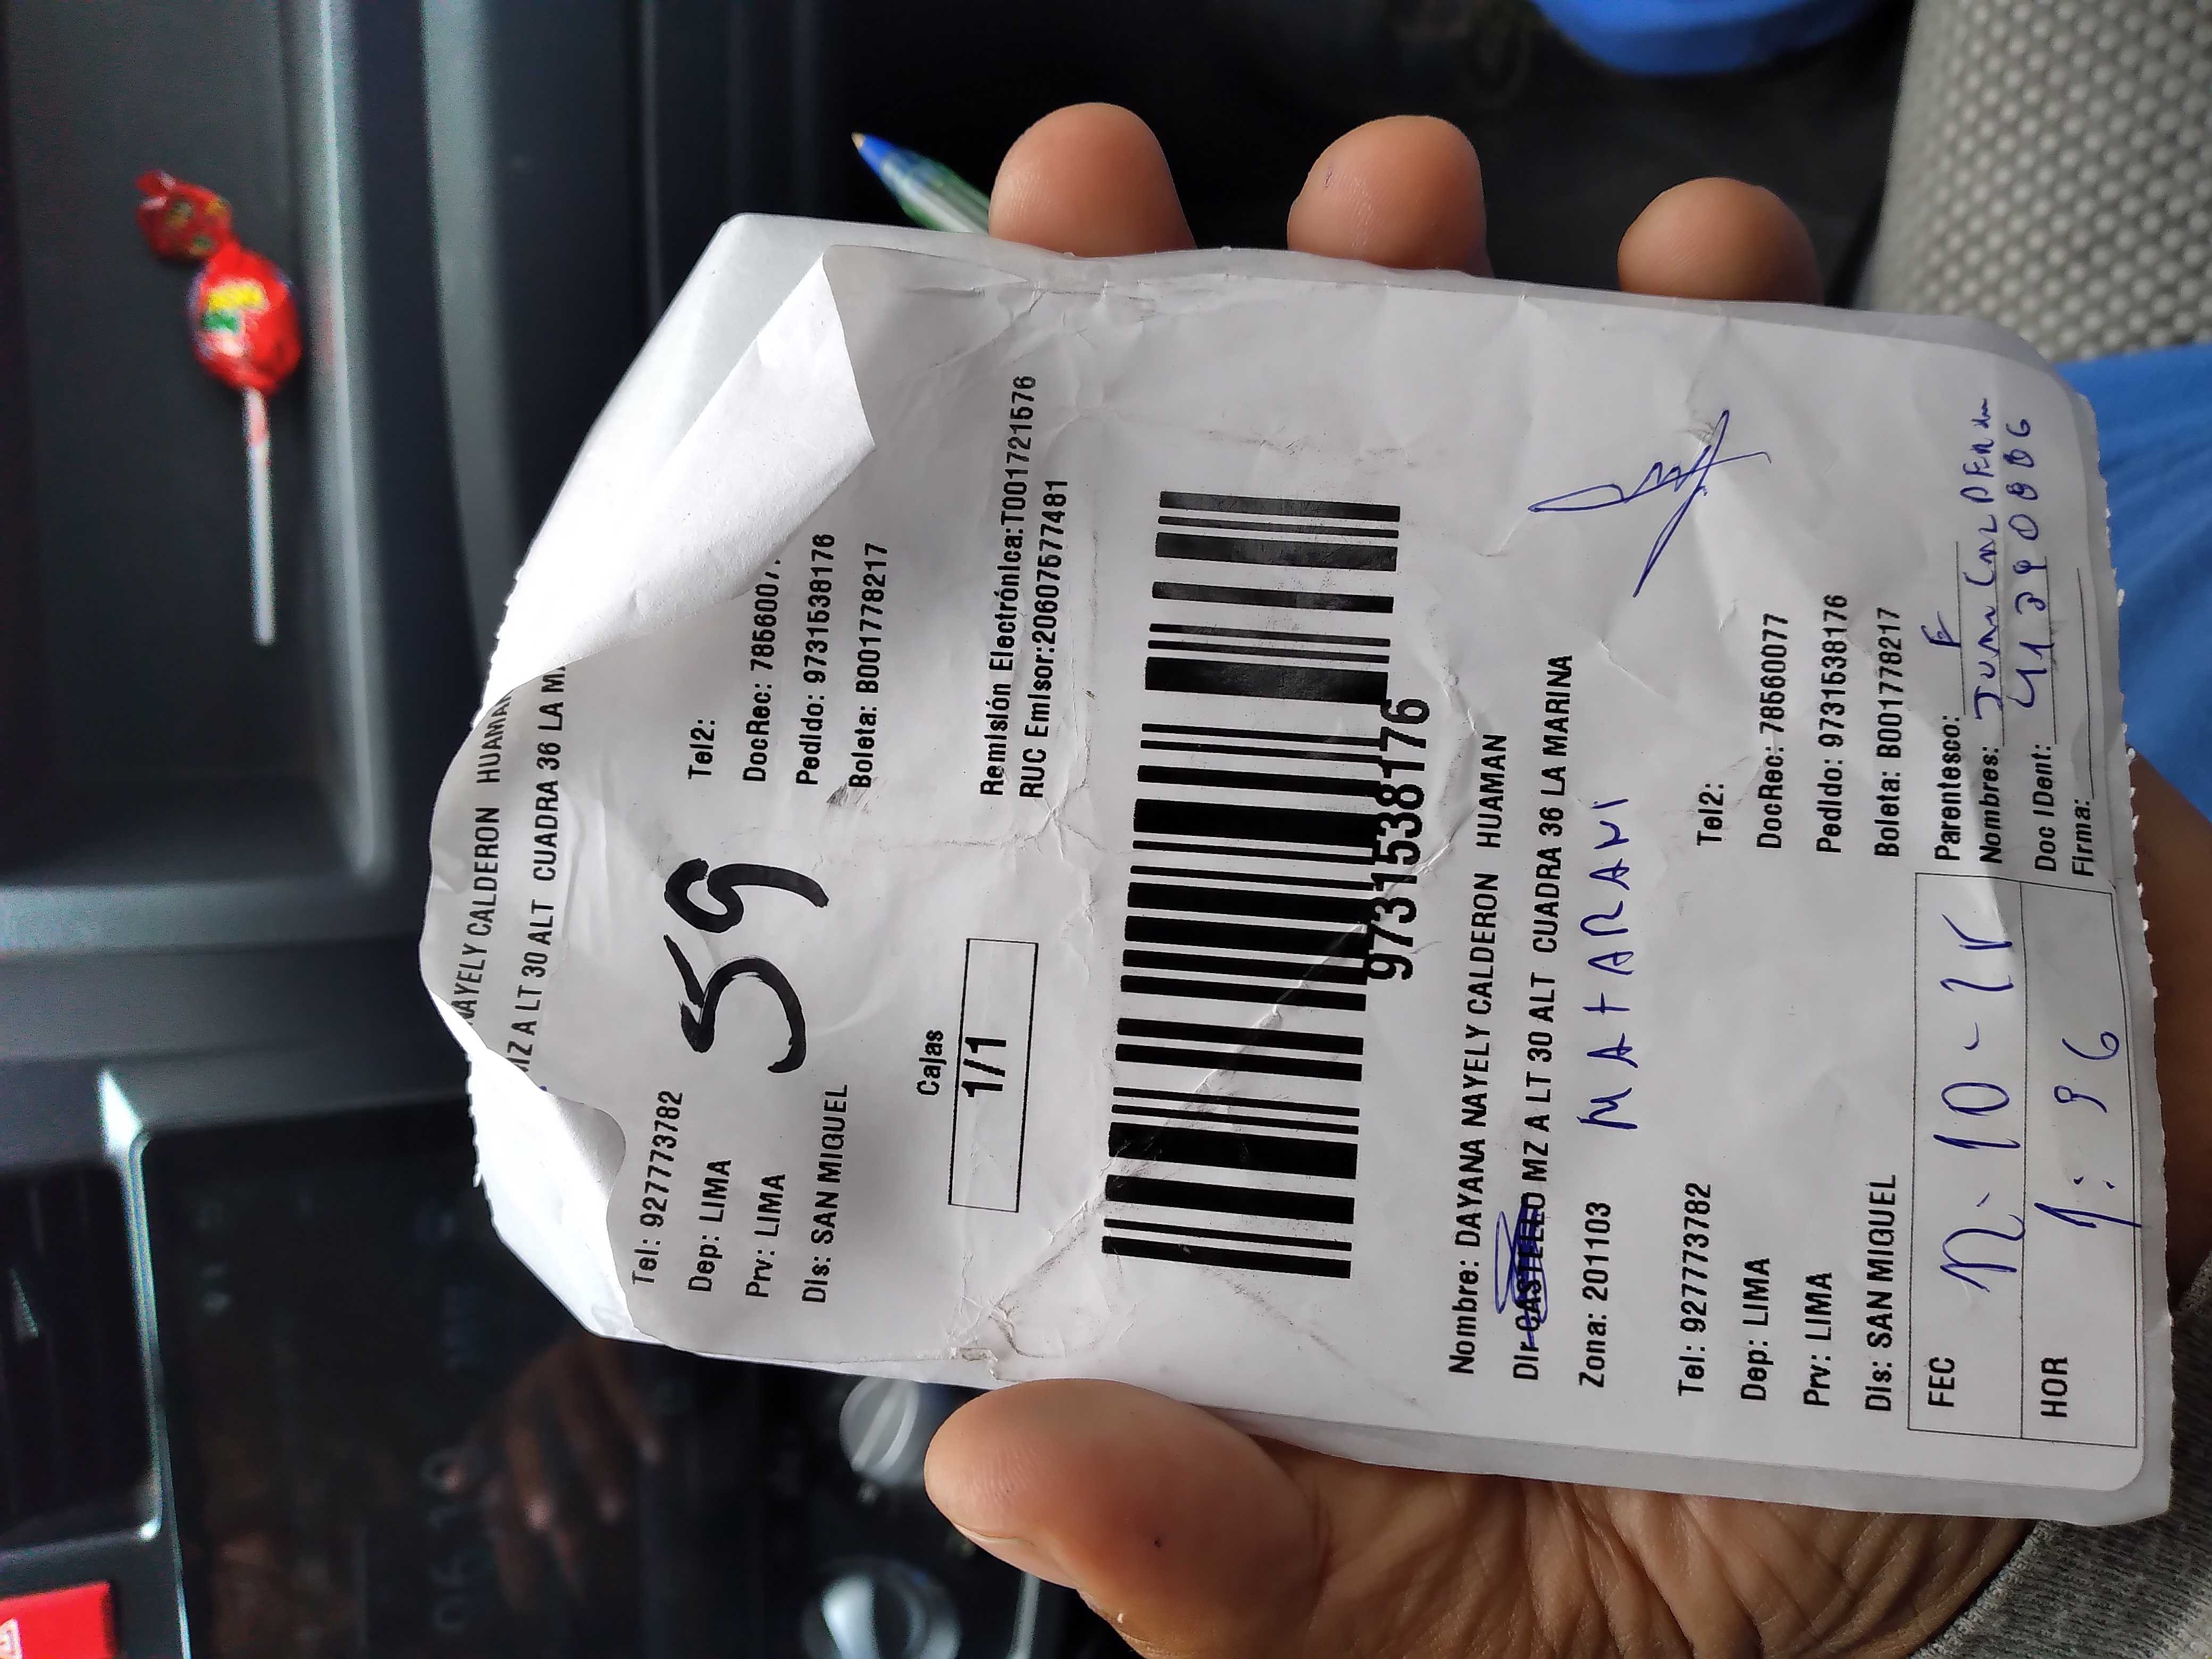 NAYELY CALDERON HUAMAN
MZ A LT 30 ALT CUADRA 36 LA M
Tel: 927773782 Tel2:
Dep: LIMA DocRec: 7856007
Prv: LIMA Pedido: 9731538176
Dis: SAN MIGUEL Boleta: B001778217
59
Cajas
1/1
Remisión Electrónica:T001721576
RUC Emisor:20607577481
9731538176
Nombre: DAYANA NAYELY CALDERON HUAMAN
Dir: CASTILLO MZ A LT 30 ALT CUADRA 36 LA MARINA
Zona: 201103 MATARANI
Tel: 927773782 Tel2:
Dep: LIMA DocRec: 78560077
Prv: LIMA Pedido: 9731538176
Dis: SAN MIGUEL Boleta: B001778217
FEC
HOR
Parentesco:
Nombres: Juan
Doc IDent:
Firma: